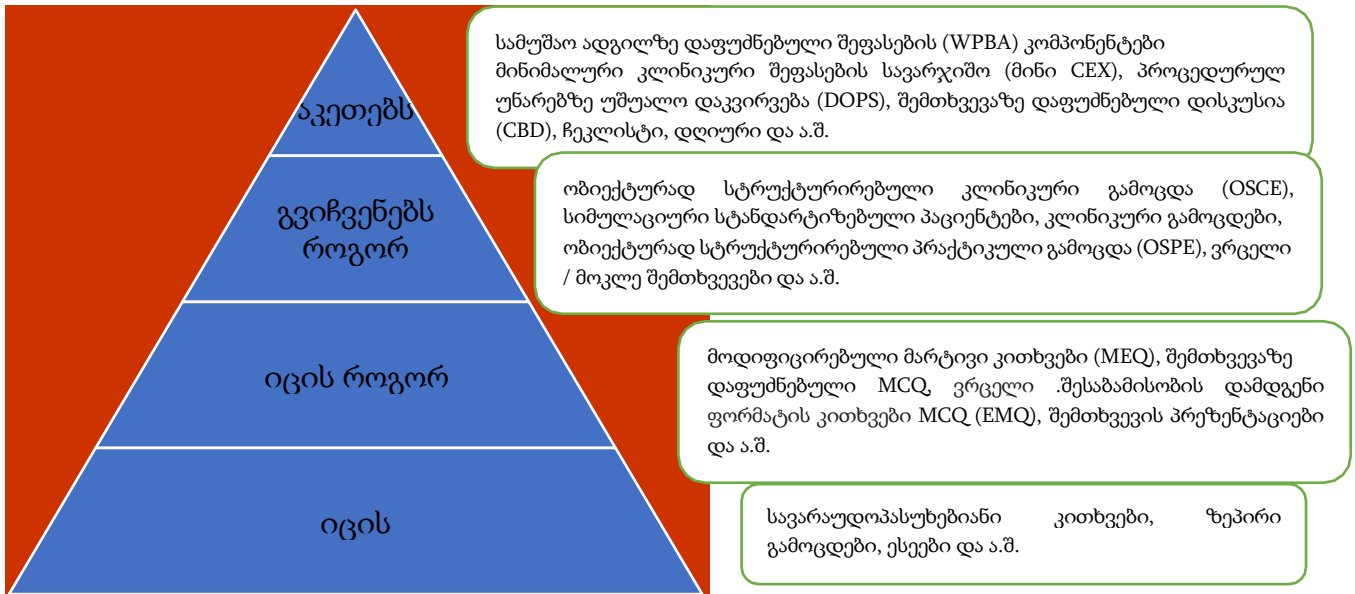 აკეთებს
სამუშაო ადგილზე დაფუძნებული შეფასების (WPBA) კომპონენტები
მინიმალური კლინიკური შეფასების სავარჯიშო (მინი CEX), პროცედურულ
უნარებზე უშუალო დაკვირვება (DOPS), შემთხვევაზე დაფუძნებული დისკუსია
(CBD), ჩეკლისტი, დღიური და ა.შ.
გვიჩვენებს
როგორ
ობიექტურად სტრუქტურირებული კლინიკური გამოცდა (OSCE),
სიმულაციური სტანდარტიზებული პაციენტები, კლინიკური გამოცდები,
ობიექტურად სტრუქტურირებული პრაქტიკული გამოცდა (OSPE), ვრცელი
/ მოკლე შემთხვევები და ა.შ.
იცის როგორ
მოდიფიცირებული მარტივი კითხვები (MEQ), შემთხვევაზე
დაფუძნებული MCQ, ვრცელი .შესაბამისობის დამდგენი
ფორმატის კითხვები MCQ (EMQ), შემთხვევის პრეზენტაციები
და ა.შ.
იცის
სავარაუდოპასუხებიანი კითხვები, ზეპირი
გამოცდები, ესეები და ა.შ.